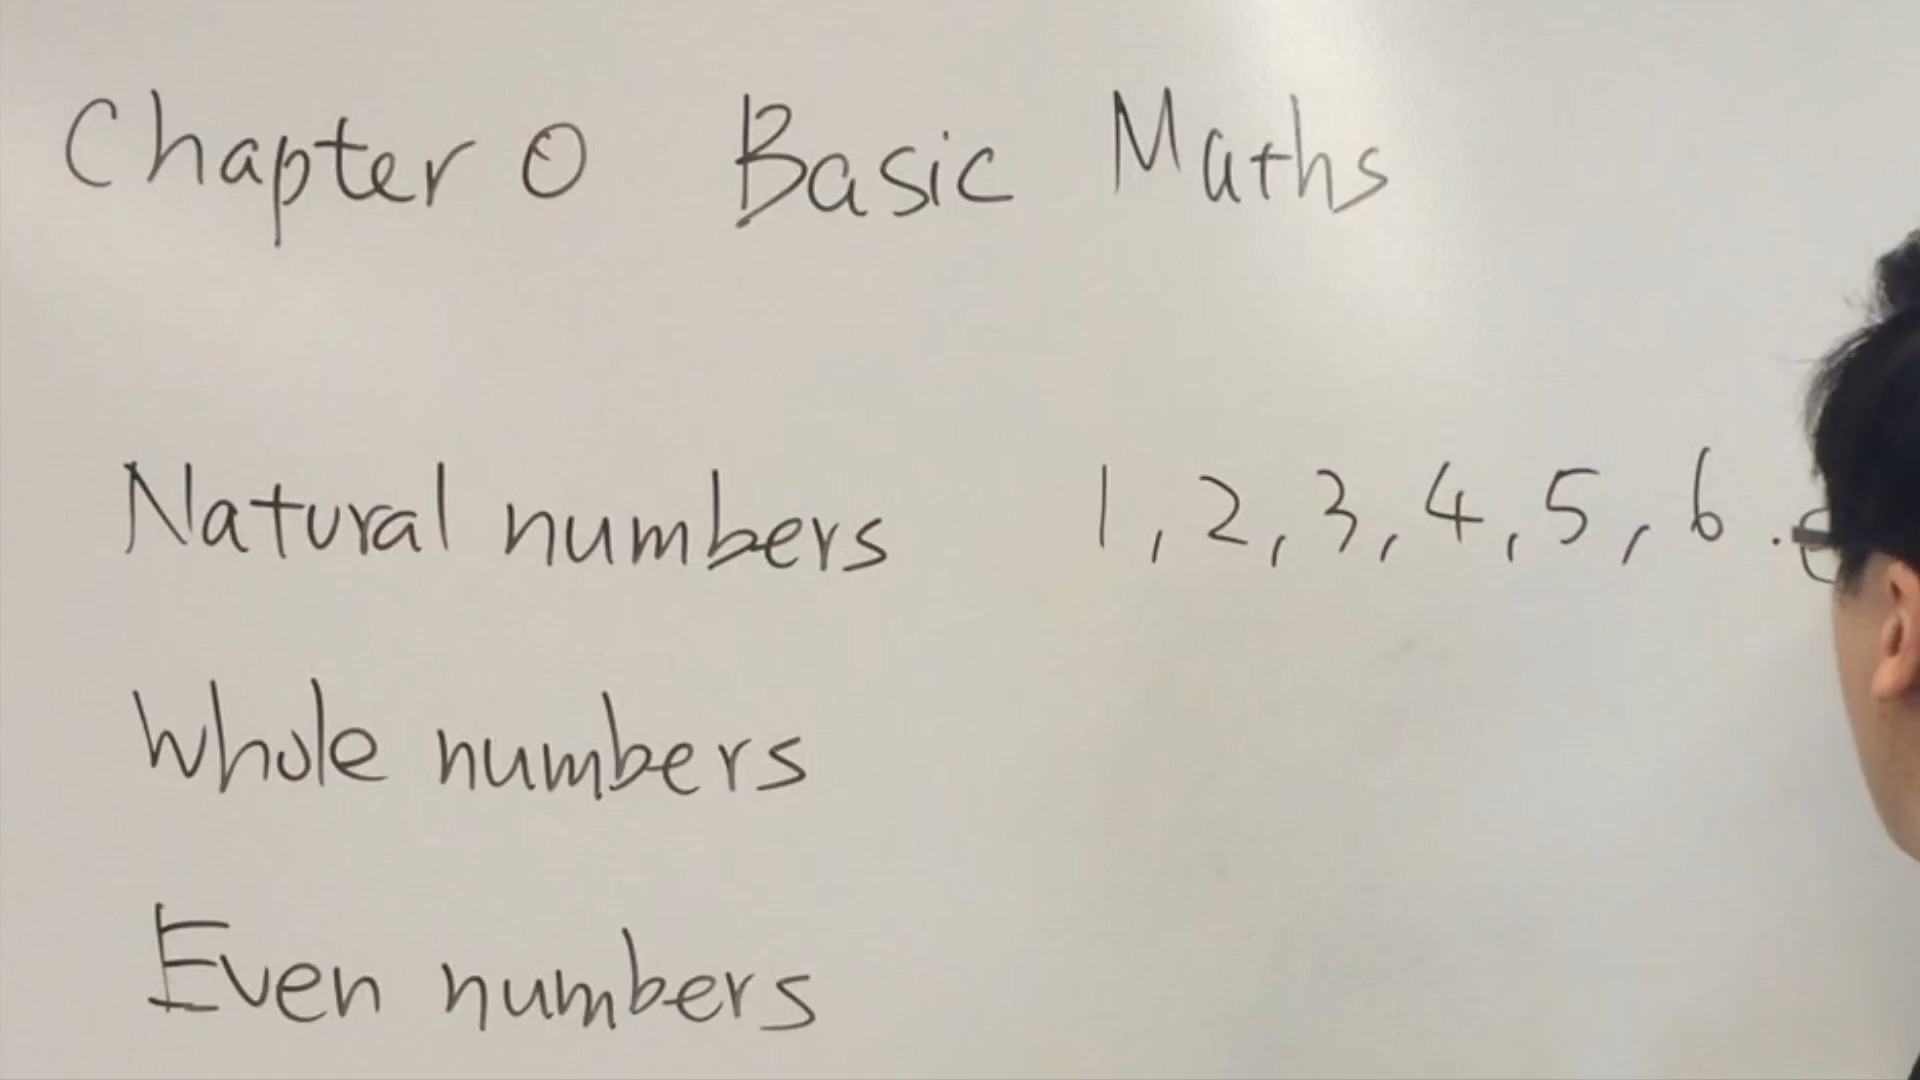 Chapter 0 Basic Maths
Natural numbers 1, 2, 3, 4, 5, 6 .
Whole numbers
Even numbers